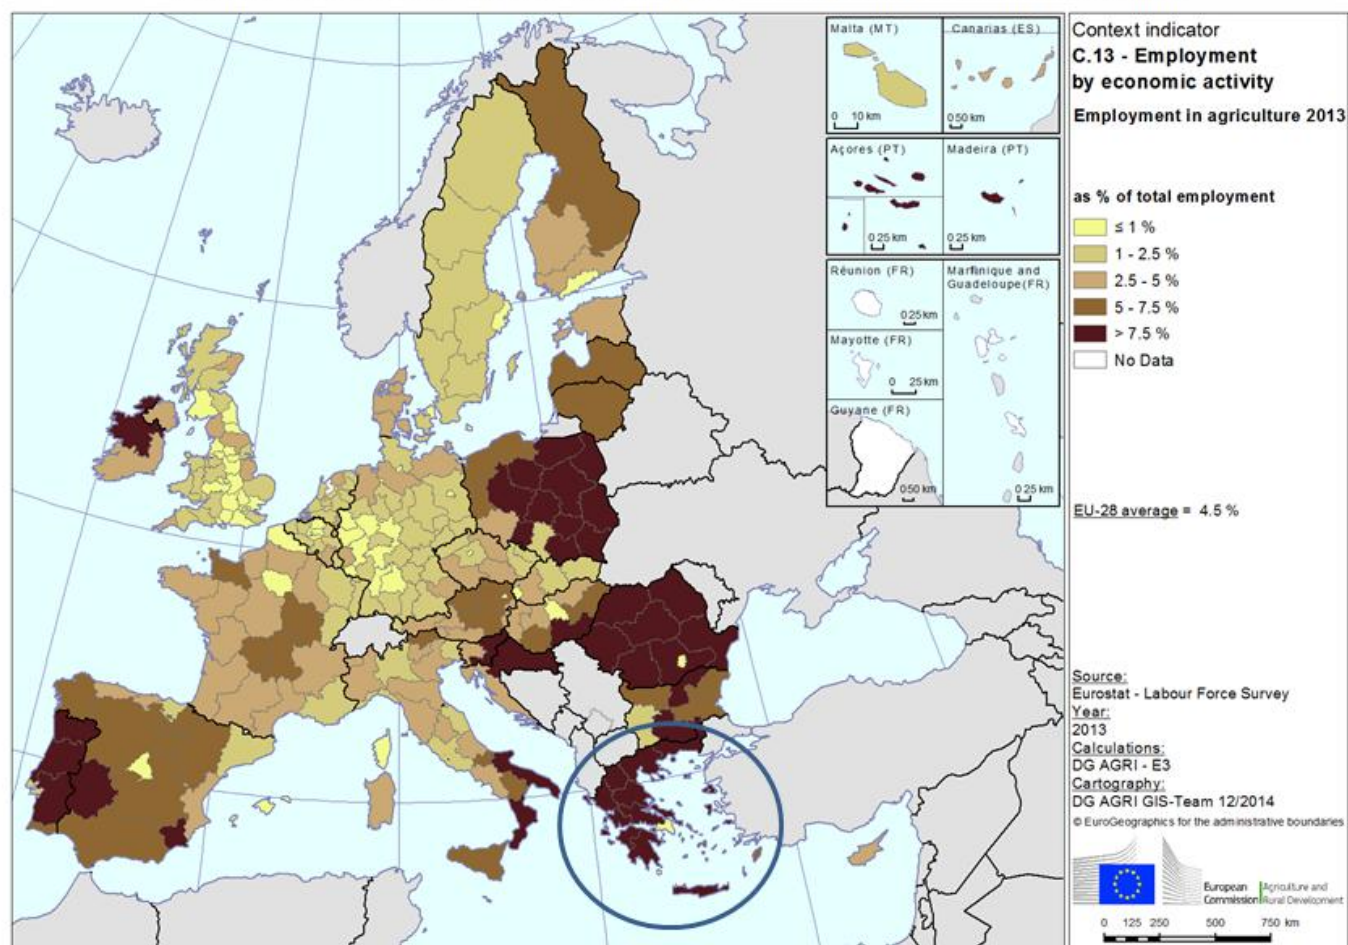 Malta (MT)
0 10 km
Canarias (ES)
0 50 km
Açores (PT)
0 25 km
0 25 km
Madeira (PT)
0 25 km
Réunion (FR)
0 25 km
Mayotte (FR)
0 25 km
Guyane (FR)
0 50 km
Martinique and
Guadeloupe (FR)
0 25 km
Context indicator
C.13 - Employment
by economic activity
Employment in agriculture 2013
as % of total employment
≤ 1 %
1 - 2.5 %
2.5 - 5 %
5 - 7.5 %
> 7.5 %
No Data
EU-28 average = 4.5 %
Source:
Eurostat - Labour Force Survey
Year:
2013
Calculations:
DG AGRI - E3
Cartography:
DG AGRI GIS-Team 12/2014
© EuroGeographics for the administrative boundaries
European
Commission
Agriculture and
Rural Development
0 125 250 500 750 km